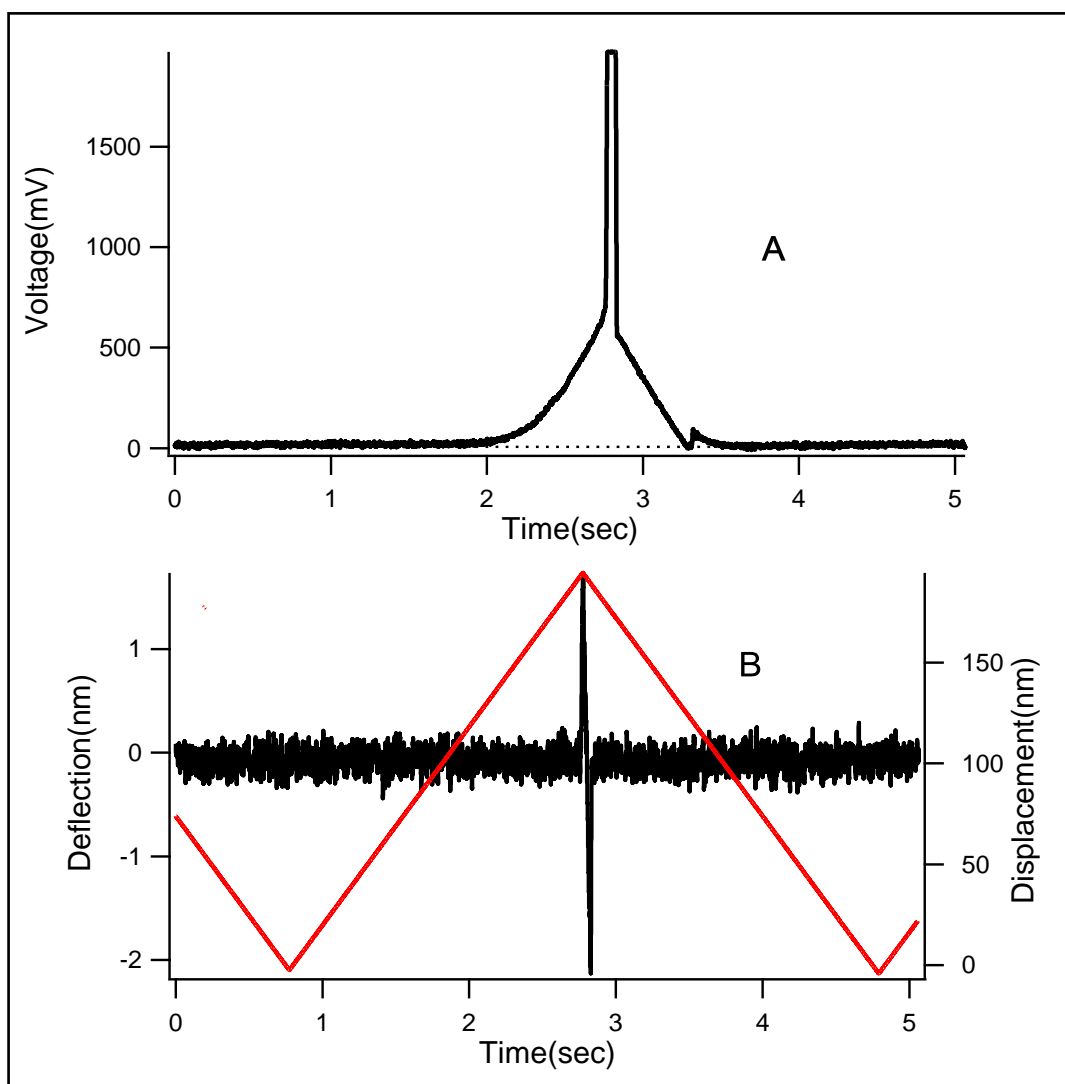 1500
1000
500
0
Voltage(mV)
A
0 1 2 3 4 5
Time(sec)
1
0
-1
-2
Deflection(nm)
B
150
100
50
0
Displacement(nm)
0 1 2 3 4 5
Time(sec)